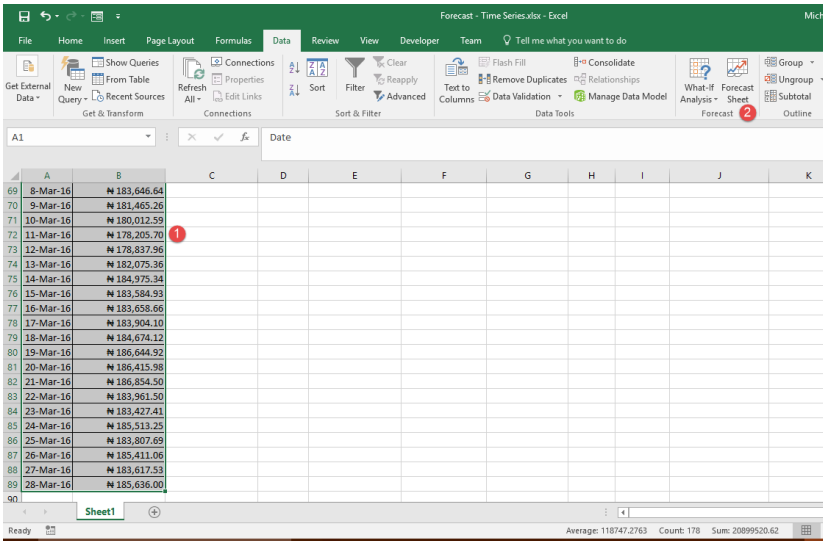 Forecast - Time Series.xlsx - Excel Mich
File Home Insert Page Layout Formulas Data Review View Developer Team Tell me what you want to do
Get External Data
New Query
Show Queries
From Table
Recent Sources
Get & Transform
Refresh All
Connections
Properties
Edit Links
Connections
Sort
Filter
Clear
Reapply
Advanced
Sort & Filter
Text to Columns
Flash Fill
Remove Duplicates
Data Validation
Consolidate
Relationships
Manage Data Model
Data Tools
What-If Analysis
Forecast Sheet
Forecast 2
Group
Ungroup
Subtotal
Outline
A1 fx Date
A B C D E F G H I J K
69 8-Mar-16 ₦ 183,646.64
70 9-Mar-16 ₦ 181,465.26
71 10-Mar-16 ₦ 180,012.59
72 11-Mar-16 ₦ 178,205.70 1
73 12-Mar-16 ₦ 178,837.96
74 13-Mar-16 ₦ 182,075.36
75 14-Mar-16 ₦ 184,975.34
76 15-Mar-16 ₦ 183,584.93
77 16-Mar-16 ₦ 183,658.66
78 17-Mar-16 ₦ 183,904.10
79 18-Mar-16 ₦ 184,674.12
80 19-Mar-16 ₦ 186,644.92
81 20-Mar-16 ₦ 186,415.98
82 21-Mar-16 ₦ 186,854.50
83 22-Mar-16 ₦ 183,961.50
84 23-Mar-16 ₦ 183,427.41
85 24-Mar-16 ₦ 185,513.25
86 25-Mar-16 ₦ 183,807.69
87 26-Mar-16 ₦ 185,411.06
88 27-Mar-16 ₦ 183,617.53
89 28-Mar-16 ₦ 185,636.00
90
Sheet1
Ready Average: 118747.2763 Count: 178 Sum: 20899520.62